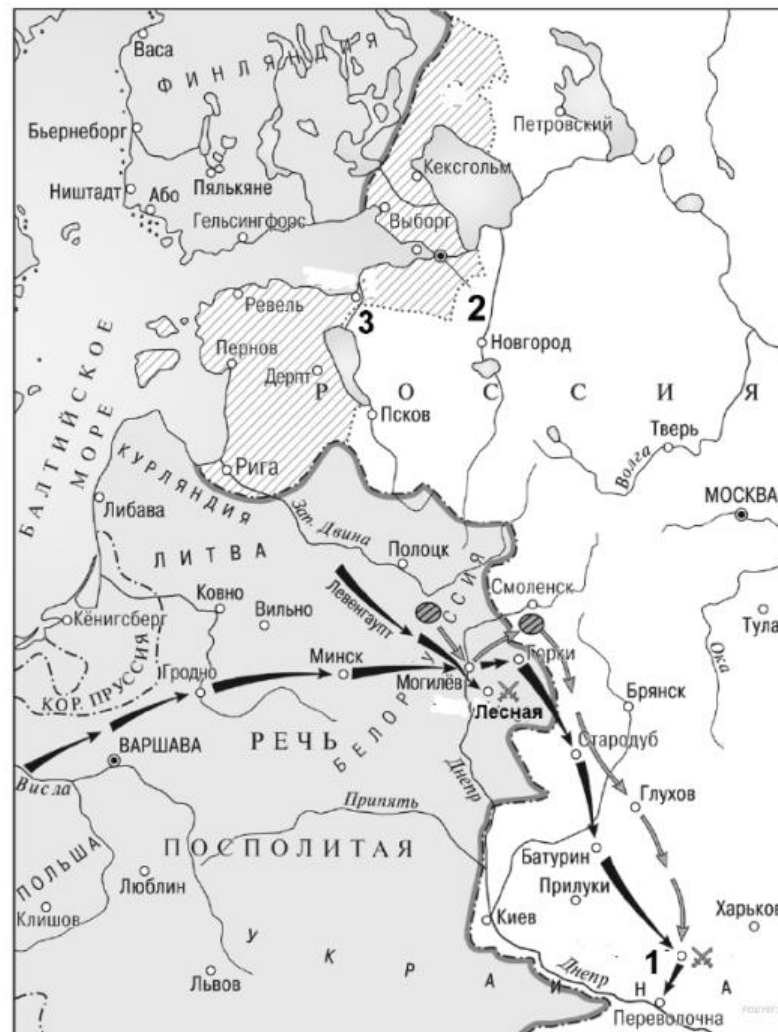 Васа
ФИНЛЯНДИЯ
Петровский
Бьернеборг
Кексгольм
Пялькяне
Ништадт
Або
Выборг
Гельсингфорс
2
Ревель
3
Новгород
Пернов
Дерпт
РОССИЯ
Псков
БАЛТИЙСКОЕ
МОРЕ
Тверь
Волга
Рига
КУРЛЯНДИЯ
Либава
МОСКВА
Зап. Двина
ЛИТВА
Полоцк
Смоленск
Ковно
Вильно
Левенгаупт
Кёнигсберг
Тула
БЕЛОРУССИЯ
Ока
КОР. ПРУССИЯ
Гродно
Минск
Могилёв
Горки
Брянск
Лесная
ВАРШАВА
РЕЧЬ
Стародуб
Висла
Днепр
Припять
Глухов
ПОСПОЛИТАЯ
Батурин
ПОЛЬША
Люблин
Прилуки
Клишов
Киев
Харьков
УКРАИНА
1
Львов
Днепр
Переволочна